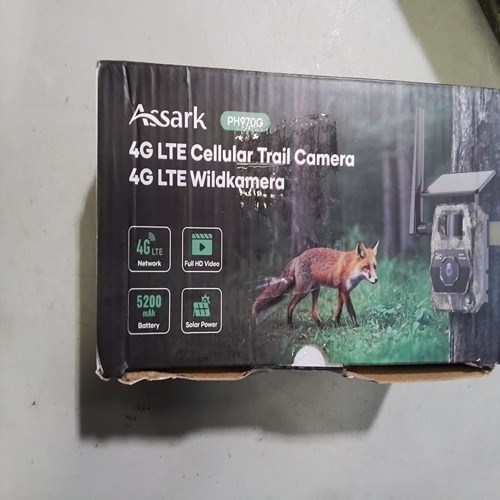 Assark PH970G
4G LTE Cellular Trail Camera
4G LTE Wildkamera
4G LTE
Network
Full HD Video
5200
mAh
Battery
Solar Power